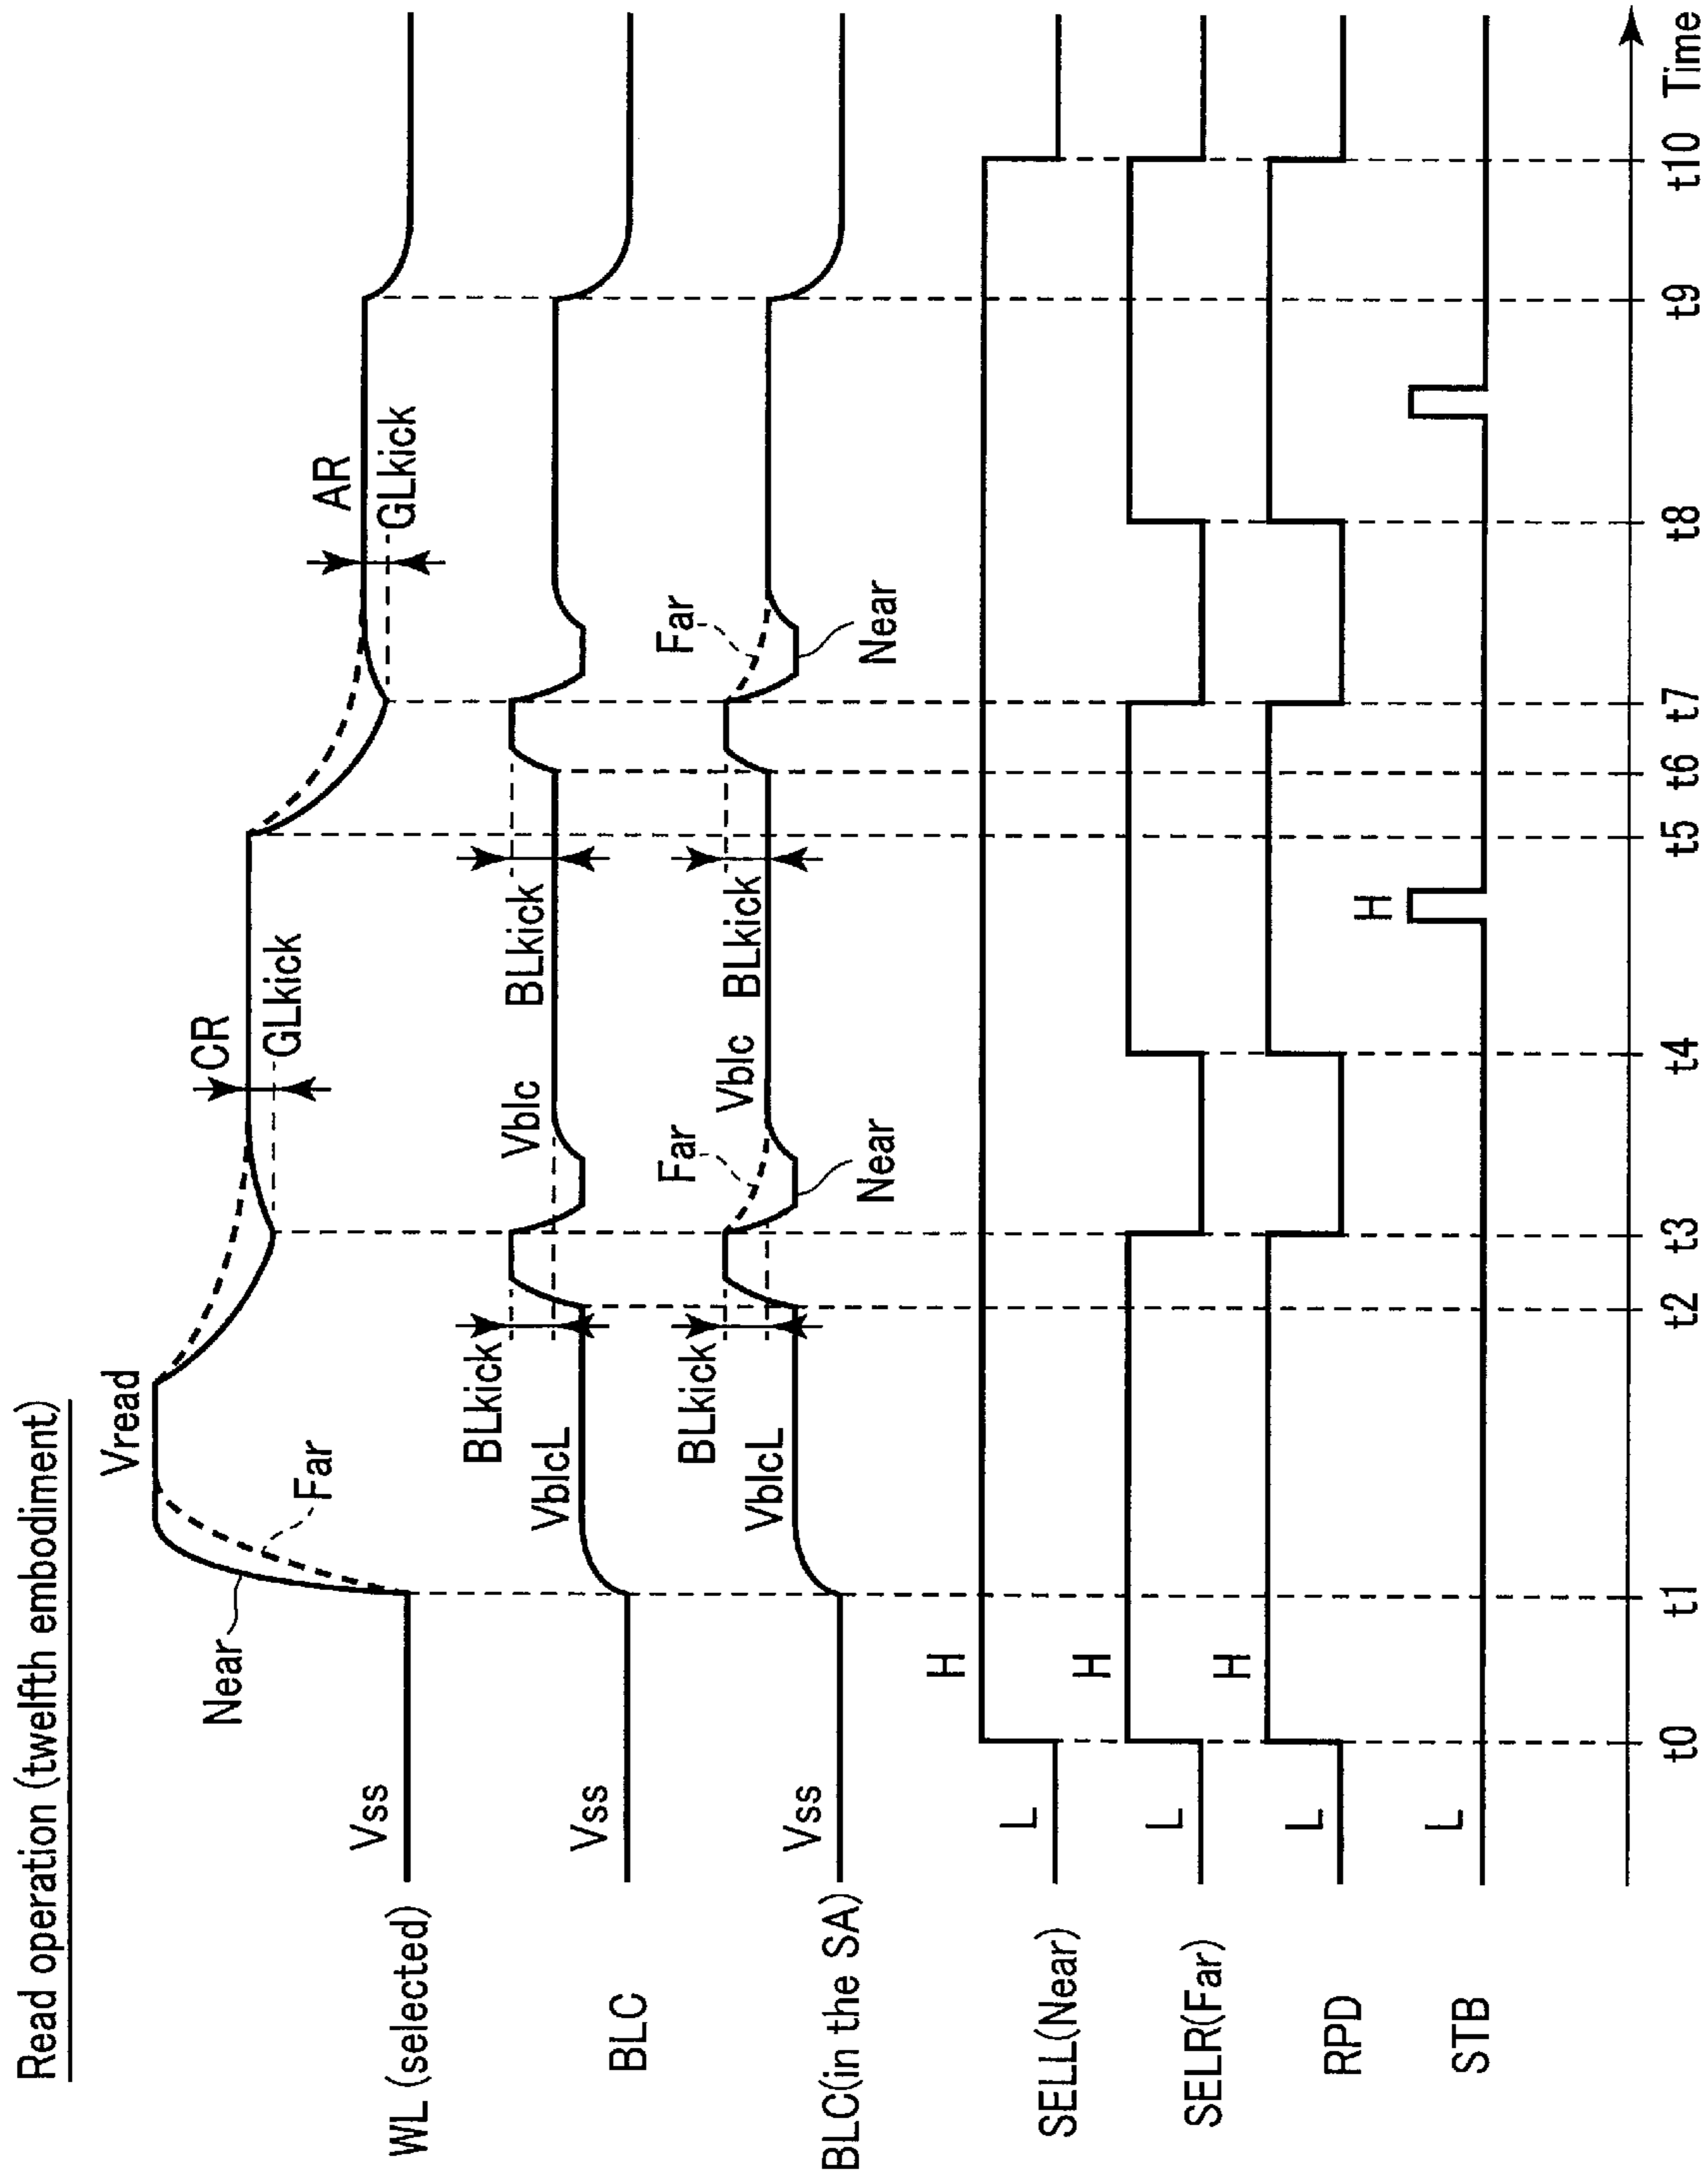 Read operation (twelfth embodiment)
WL (selected)
Vss
Near
Far
Vread
CR
GLkick
AR
GLkick
BLC
Vss
VblcL
BLkick
Vblc
BLkick
BLC(in the SA)
Vss
VblcL
BLkick
Far
Near
Vblc
BLkick
Far
Near
SELL(Near)
L
H
SELR(Far)
L
H
RPD
L
H
STB
L
H
t0 t1 t2 t3 t4 t5 t6 t7 t8 t9 t10 Time